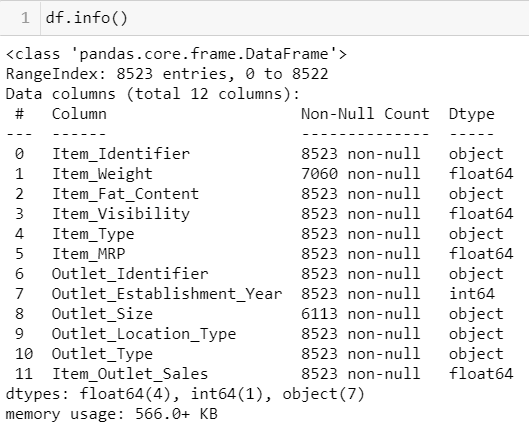 1 df.info()
<class 'pandas.core.frame.DataFrame'>
RangeIndex: 8523 entries, 0 to 8522
Data columns (total 12 columns):
 #   Column                     Non-Null Count  Dtype
---  ------                     --------------  -----
 0   Item_Identifier            8523 non-null   object
 1   Item_Weight                7060 non-null   float64
 2   Item_Fat_Content           8523 non-null   object
 3   Item_Visibility            8523 non-null   float64
 4   Item_Type                  8523 non-null   object
 5   Item_MRP                   8523 non-null   float64
 6   Outlet_Identifier          8523 non-null   object
 7   Outlet_Establishment_Year  8523 non-null   int64
 8   Outlet_Size                6113 non-null   object
 9   Outlet_Location_Type       8523 non-null   object
 10  Outlet_Type                8523 non-null   object
 11  Item_Outlet_Sales          8523 non-null   float64
dtypes: float64(4), int64(1), object(7)
memory usage: 566.0+ KB